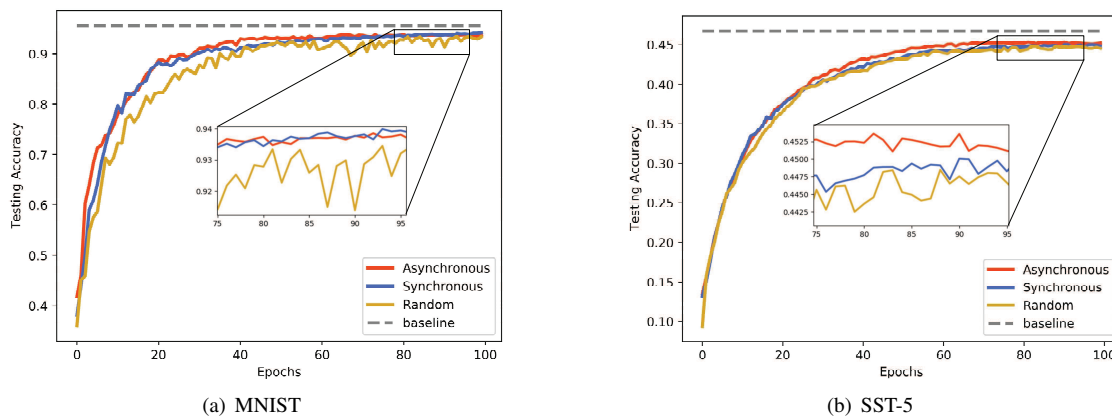 0.9
0.8
0.7
0.6
0.5
0.4
Testing Accuracy
0.94
0.93
0.92
75 80 85 90 95
Asynchronous
Synchronous
Random
baseline
0 20 40 60 80 100
Epochs
(a) MNIST
0.45
0.40
0.35
0.30
0.25
0.20
0.15
0.10
Testing Accuracy
0.4525
0.4500
0.4475
0.4450
0.4425
75 80 85 90 95
Asynchronous
Synchronous
Random
baseline
0 20 40 60 80 100
Epochs
(b) SST-5